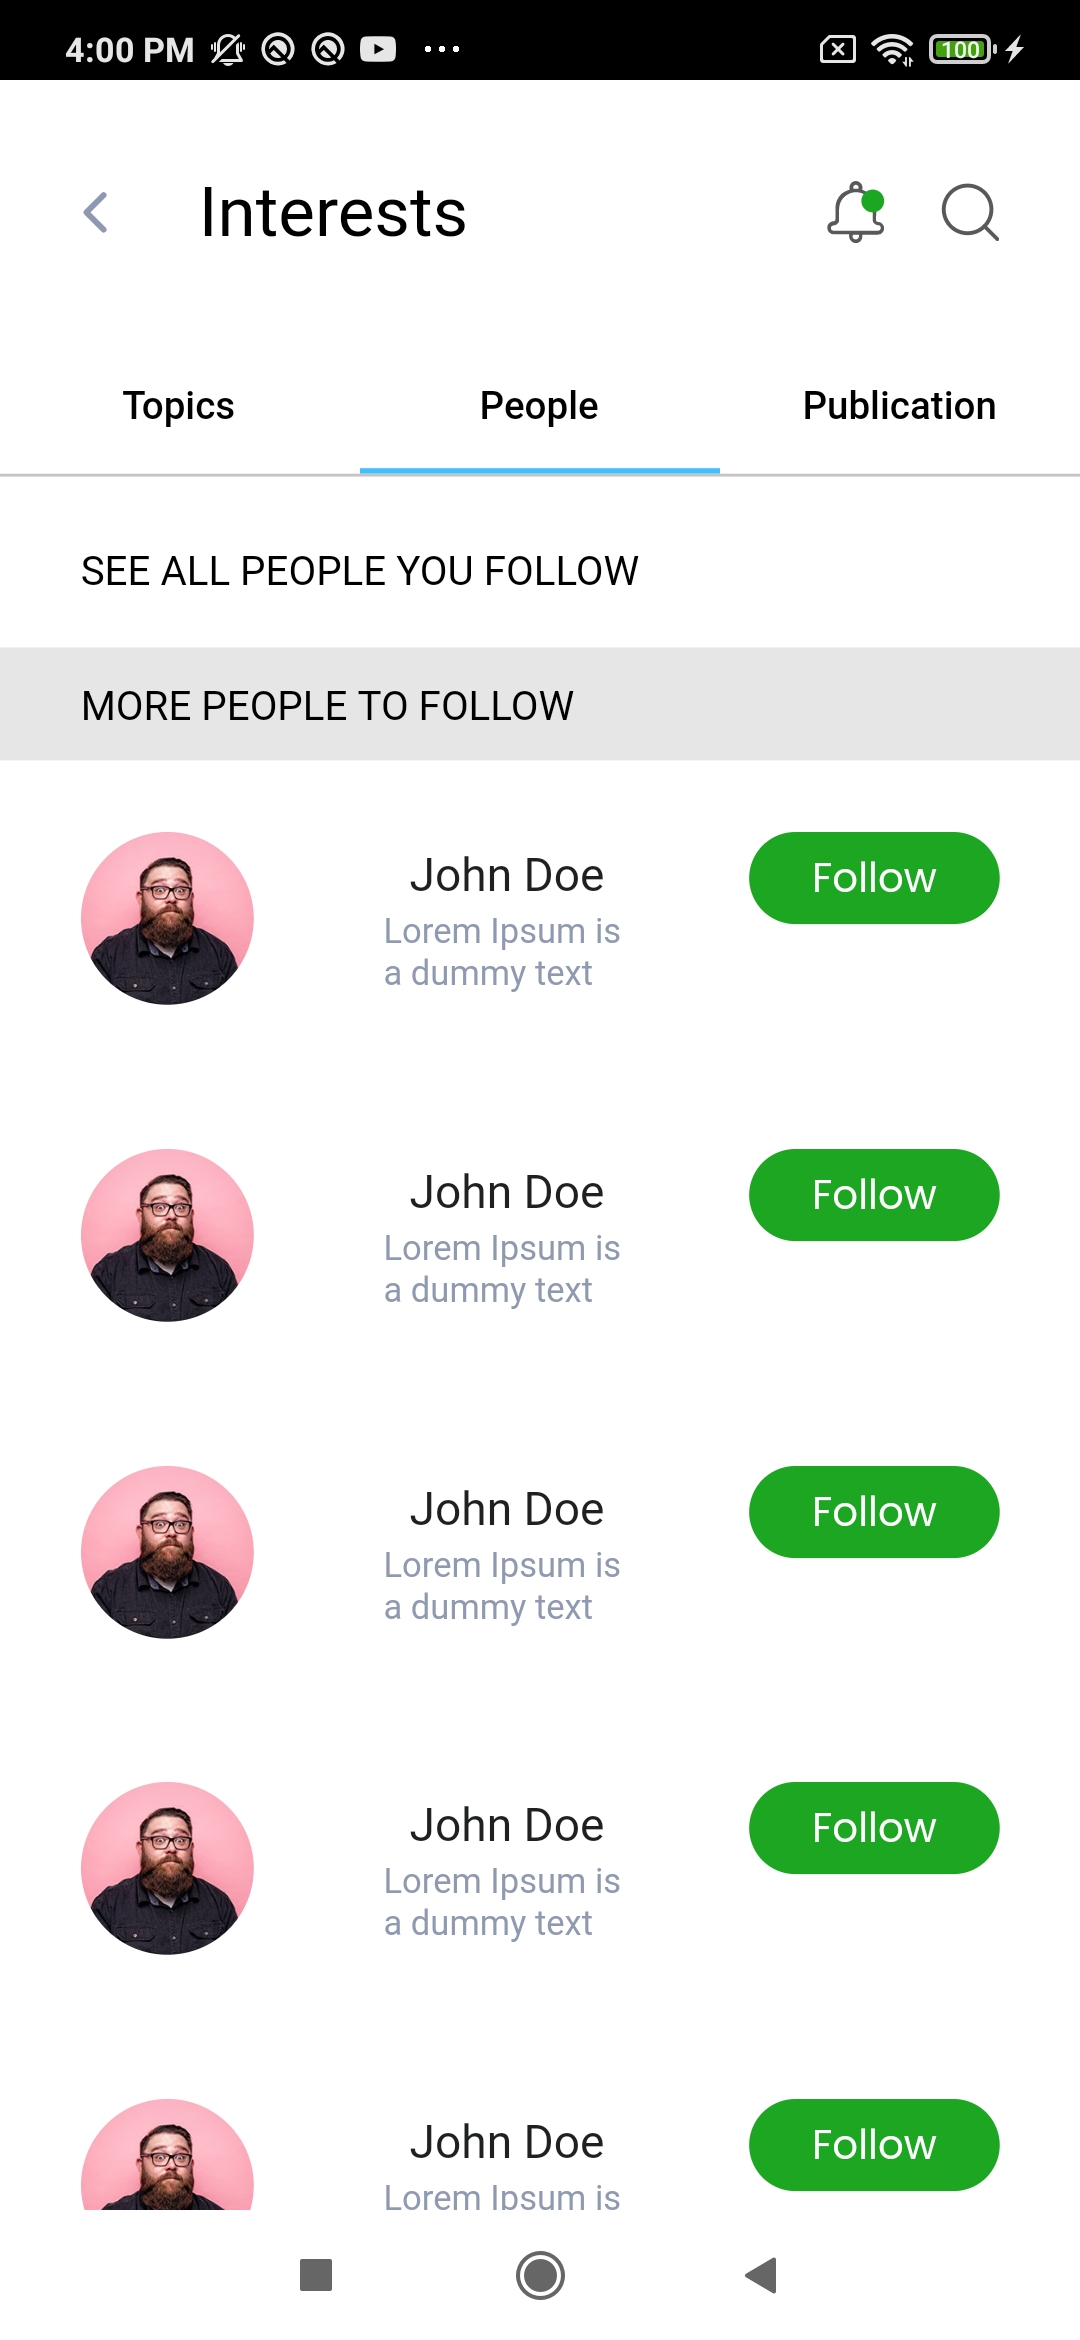 4:00 PM
100
Interests
Topics
People
Publication
SEE ALL PEOPLE YOU FOLLOW
MORE PEOPLE TO FOLLOW
John Doe
Follow
Lorem Ipsum is
a dummy text
John Doe
Follow
Lorem Ipsum is
a dummy text
John Doe
Follow
Lorem Ipsum is
a dummy text
John Doe
Follow
Lorem Ipsum is
a dummy text
John Doe
Follow
Lorem Ipsum is